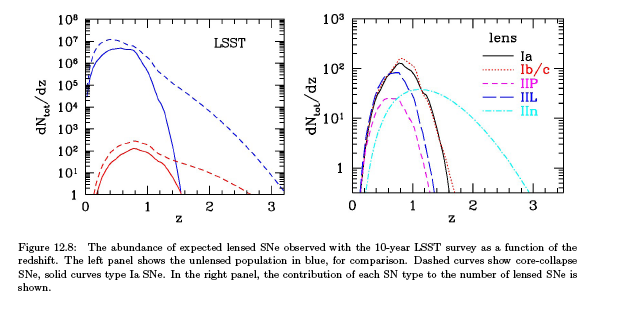 LSST
dN_tot/dz
10^8
10^7
10^6
10^5
10^4
10^3
10^2
10^1
1
0 1 2 3
z
lens
Ia
Ib/c
IIP
IIL
IIn
dN_tot/dz
10^3
10^2
10^1
1
0 1 2 3
z
Figure 12.8: The abundance of expected lensed SNe observed with the 10-year LSST survey as a function of the
redshift. The left panel shows the unlensed population in blue, for comparison. Dashed curves show core-collapse
SNe, solid curves type Ia SNe. In the right panel, the contribution of each SN type to the number of lensed SNe is
shown.